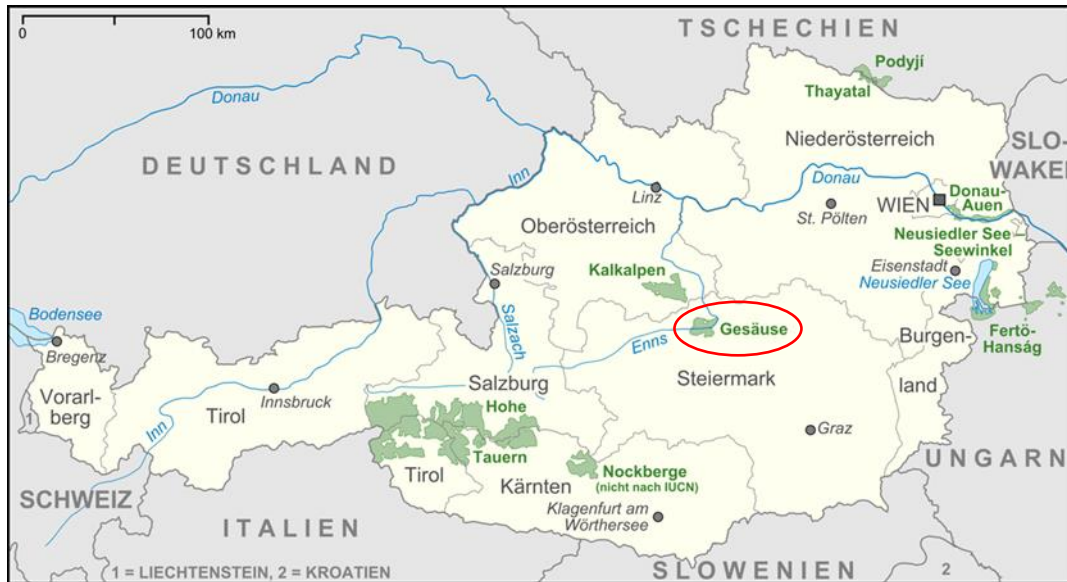 0
100 km
TSCHECHIEN
Podyjí
Thayatal
Donau
Niederösterreich
DEUTSCHLAND
SLO-
WAKEI
Inn
Linz
Donau
Donau-
Auen
WIEN
St. Pölten
Oberösterreich
Neusiedler See
Seewinkel
Salzburg
Kalkalpen
Eisenstadt
Neusiedler See
Bodensee
Salzach
Enns
Gesäuse
Fertö-
Hanság
Bregenz
Burgen-
land
Steiermark
Vorarl-
berg
1
Tirol
Innsbruck
Inn
Salzburg
Hohe
Tauern
Graz
Tirol
Kärnten
Nockberge
(nicht nach IUCN)
UNGARN
SCHWEIZ
ITALIEN
Klagenfurt am
Wörthersee
1 = LIECHTENSTEIN, 2 = KROATIEN
SLOWENIEN
2